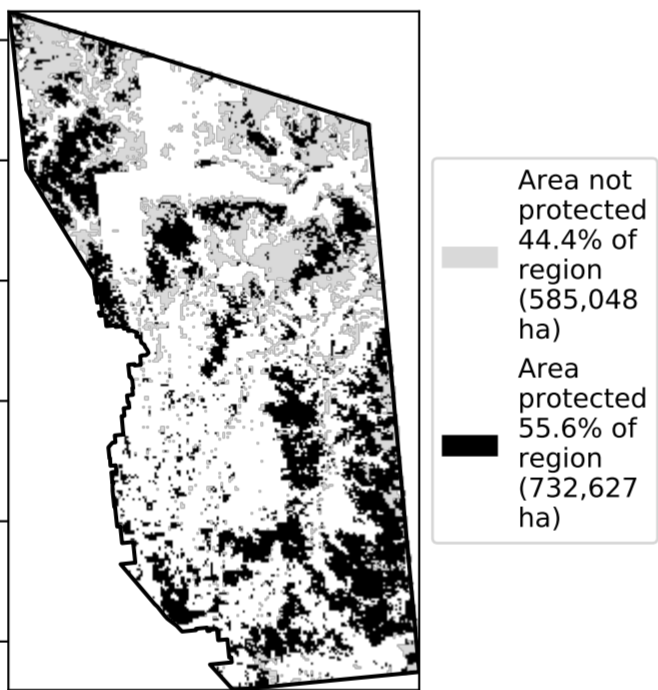 Area not
protected
44.4% of
region
(585,048
ha)
Area
protected
55.6% of
region
(732,627
ha)